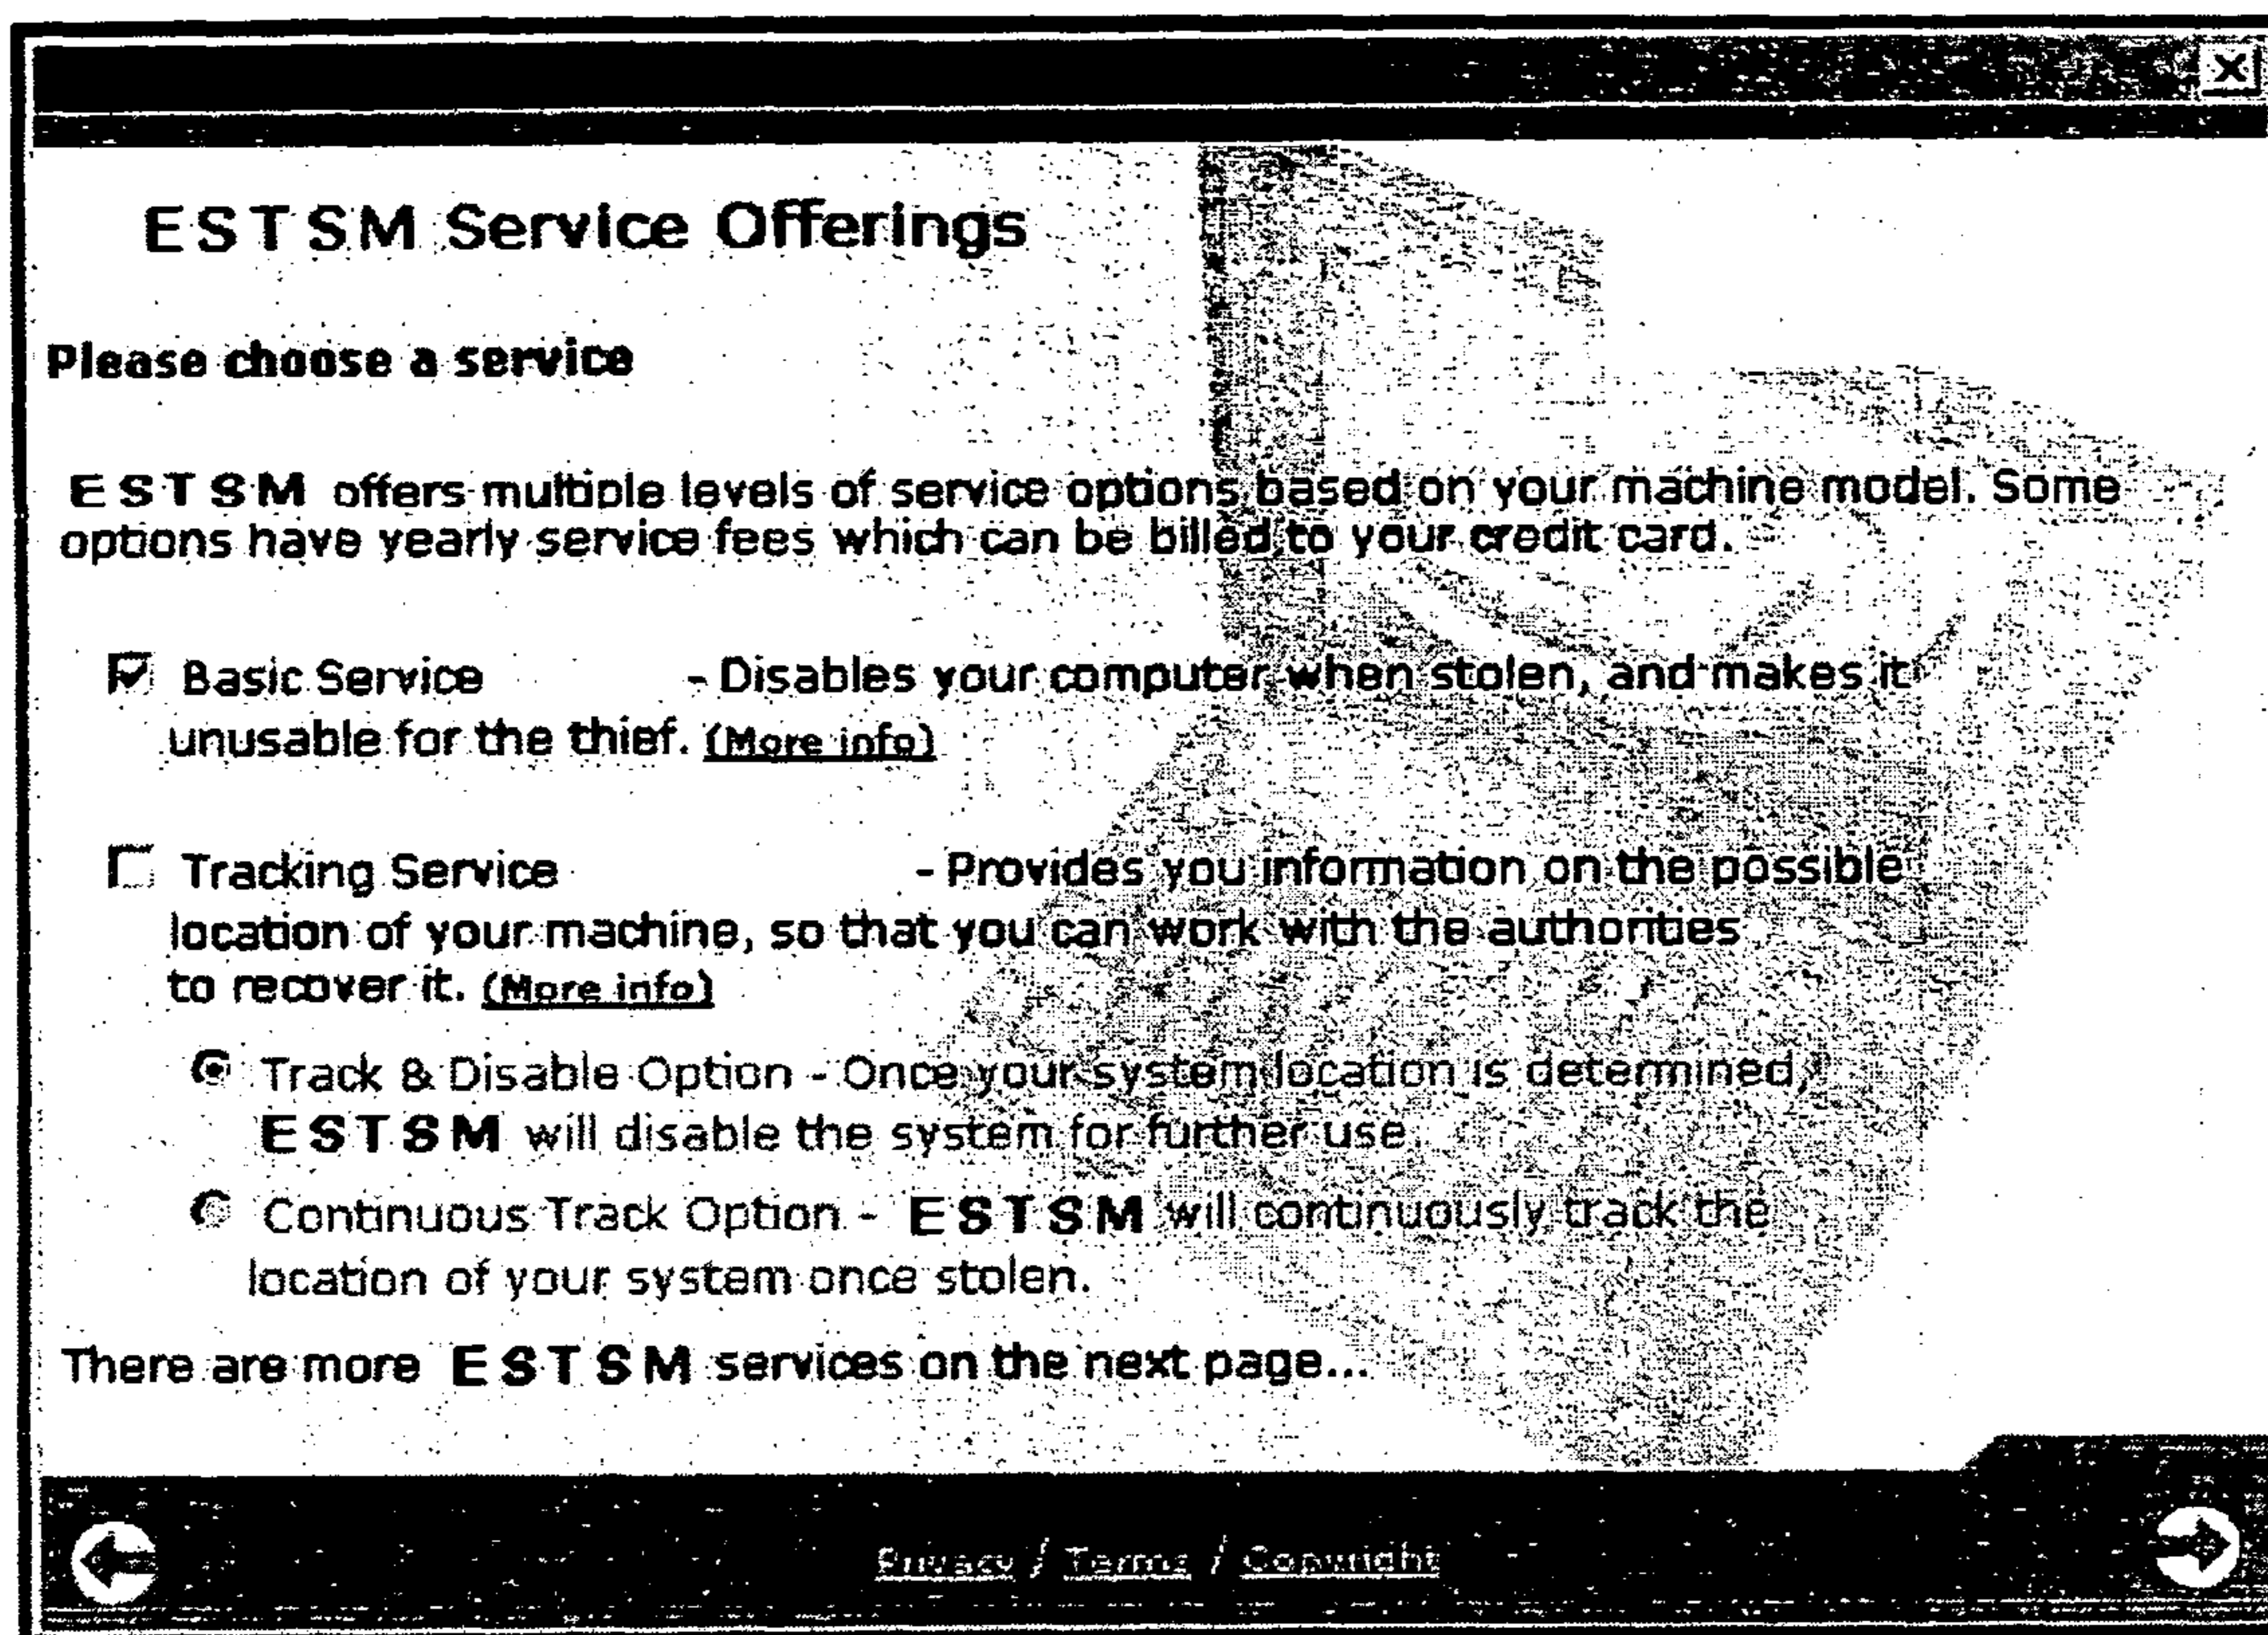 ESTSM Service Offerings
Please choose a service
ESTSM offers multiple levels of service options based on your machine model. Some
options have yearly service fees which can be billed to your credit card.
Basic Service - Disables your computer when stolen, and makes it
unusable for the thief. (More info)
Tracking Service - Provides you information on the possible
location of your machine, so that you can work with the authorities
to recover it. (More info)
Track & Disable Option - Once your system location is determined,
ESTSM will disable the system for further use.
Continuous Track Option - ESTSM will continuously track the
location of your system once stolen.
There are more ESTSM services on the next page...
Privacy / Terms / Copyright